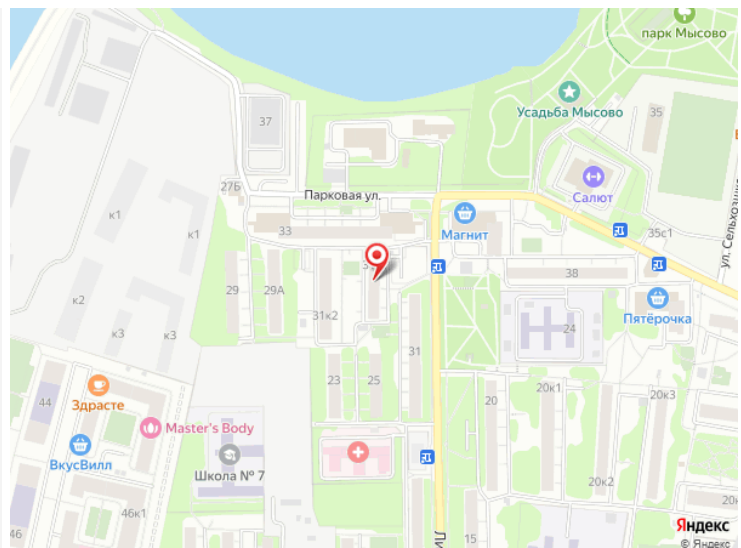 парк Мысово
Усадьба Мысово
35
37
Салют
27Б
Парковая ул.
Магнит
к1
33
к1
35с1
ул. Сельхозшко
38
29
29А
к2
31к2
Пятёрочка
24
к3
к3
31
23
25
44
Здрасте
20к1
20к3
20
Master's Body
ВкусВилл
Школа № 7
20к2
46к1
46
15
Ли
Яндекс
© Яндекс